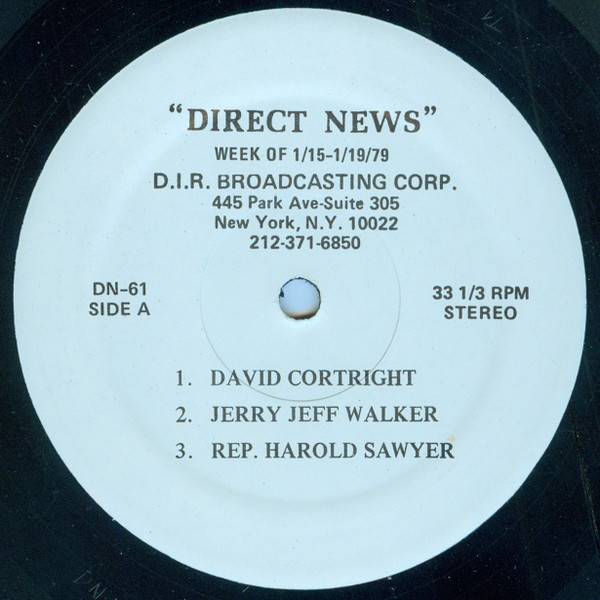 "DIRECT NEWS"
WEEK OF 1/15-1/19/79
D.I.R. BROADCASTING CORP.
445 Park Ave-Suite 305
New York, N.Y. 10022
212-371-6850
DN-61
SIDE A
33 1/3 RPM
STEREO
1. DAVID CORTRIGHT
2. JERRY JEFF WALKER
3. REP. HAROLD SAWYER